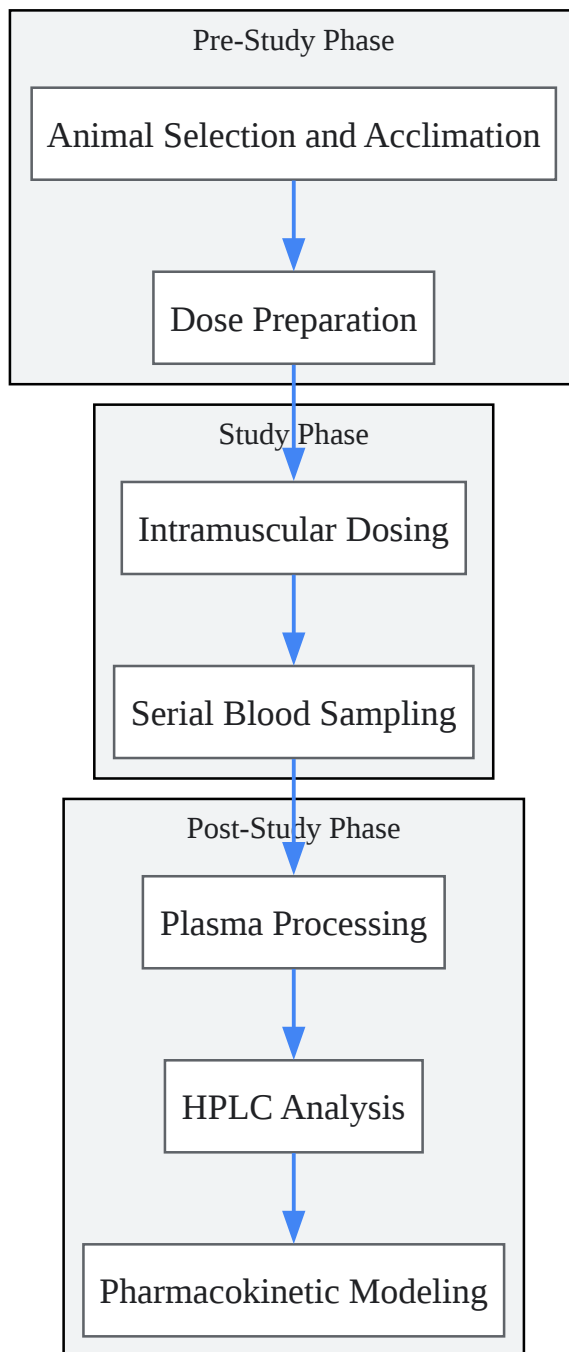 Pre-Study Phase
Animal Selection and Acclimation
Dose Preparation
Study Phase
Intramuscular Dosing
Serial Blood Sampling
Post-Study Phase
Plasma Processing
HPLC Analysis
Pharmacokinetic Modeling